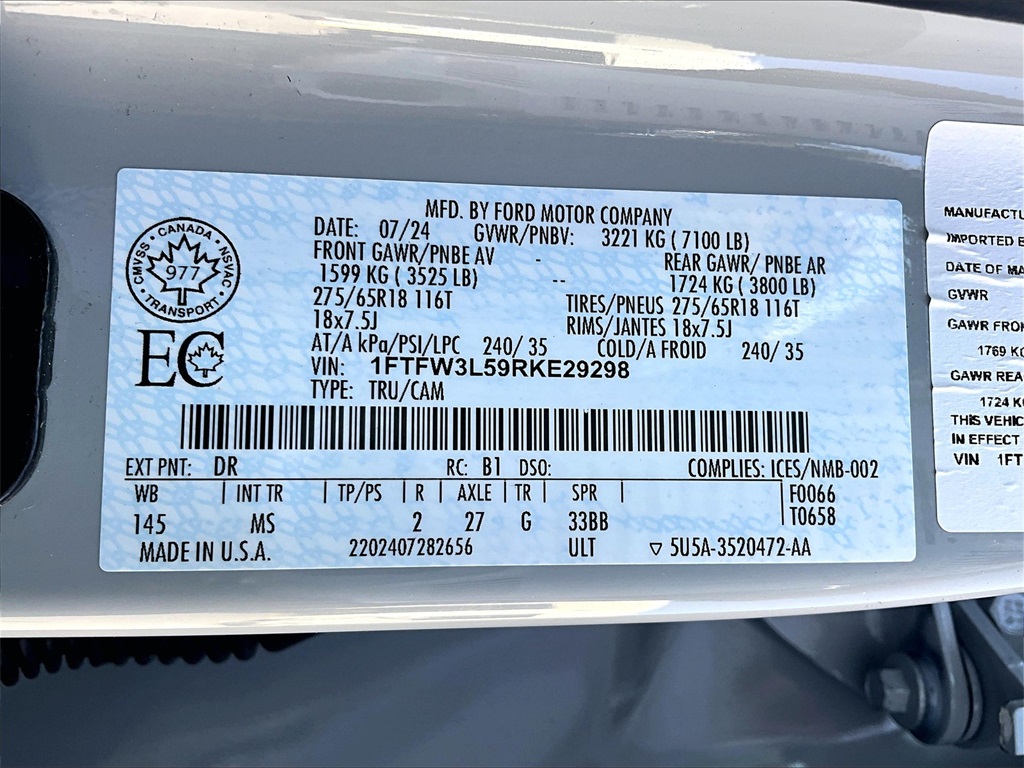 MFD. BY FORD MOTOR COMPANY
DATE: 07/24 GVWR/PNBV: 3221 KG ( 7100 LB)
FRONT GAWR/PNBE AV - REAR GAWR/ PNBE AR
1599 KG ( 3525 LB) -- 1724 KG ( 3800 LB)
275/65R18 116T TIRES/PNEUS 275/65R18 116T
18x7.5J RIMS/JANTES 18x7.5J
AT/A kPa/PSI/LPC 240/ 35 COLD/A FROID 240/ 35
VIN: 1FTFW3L59RKE29298
TYPE: TRU/CAM
CANADA
CMVSS NSVAC
977
TRANSPORT
EC
EXT PNT: DR RC: B1 DSO: COMPLIES: ICES/NMB-002
WB INT TR TP/PS R AXLE TR SPR F0066
145 MS 2 27 G 33BB T0658
MADE IN U.S.A. 2202407282656 ULT ▽ 5U5A-3520472-AA
MANUFACTU
IMPORTED
DATE OF MA
GVWR
GAWR FRON
1769 KG
GAWR REA
1724 KG
THIS VEHIC
IN EFFECT
VIN 1FT